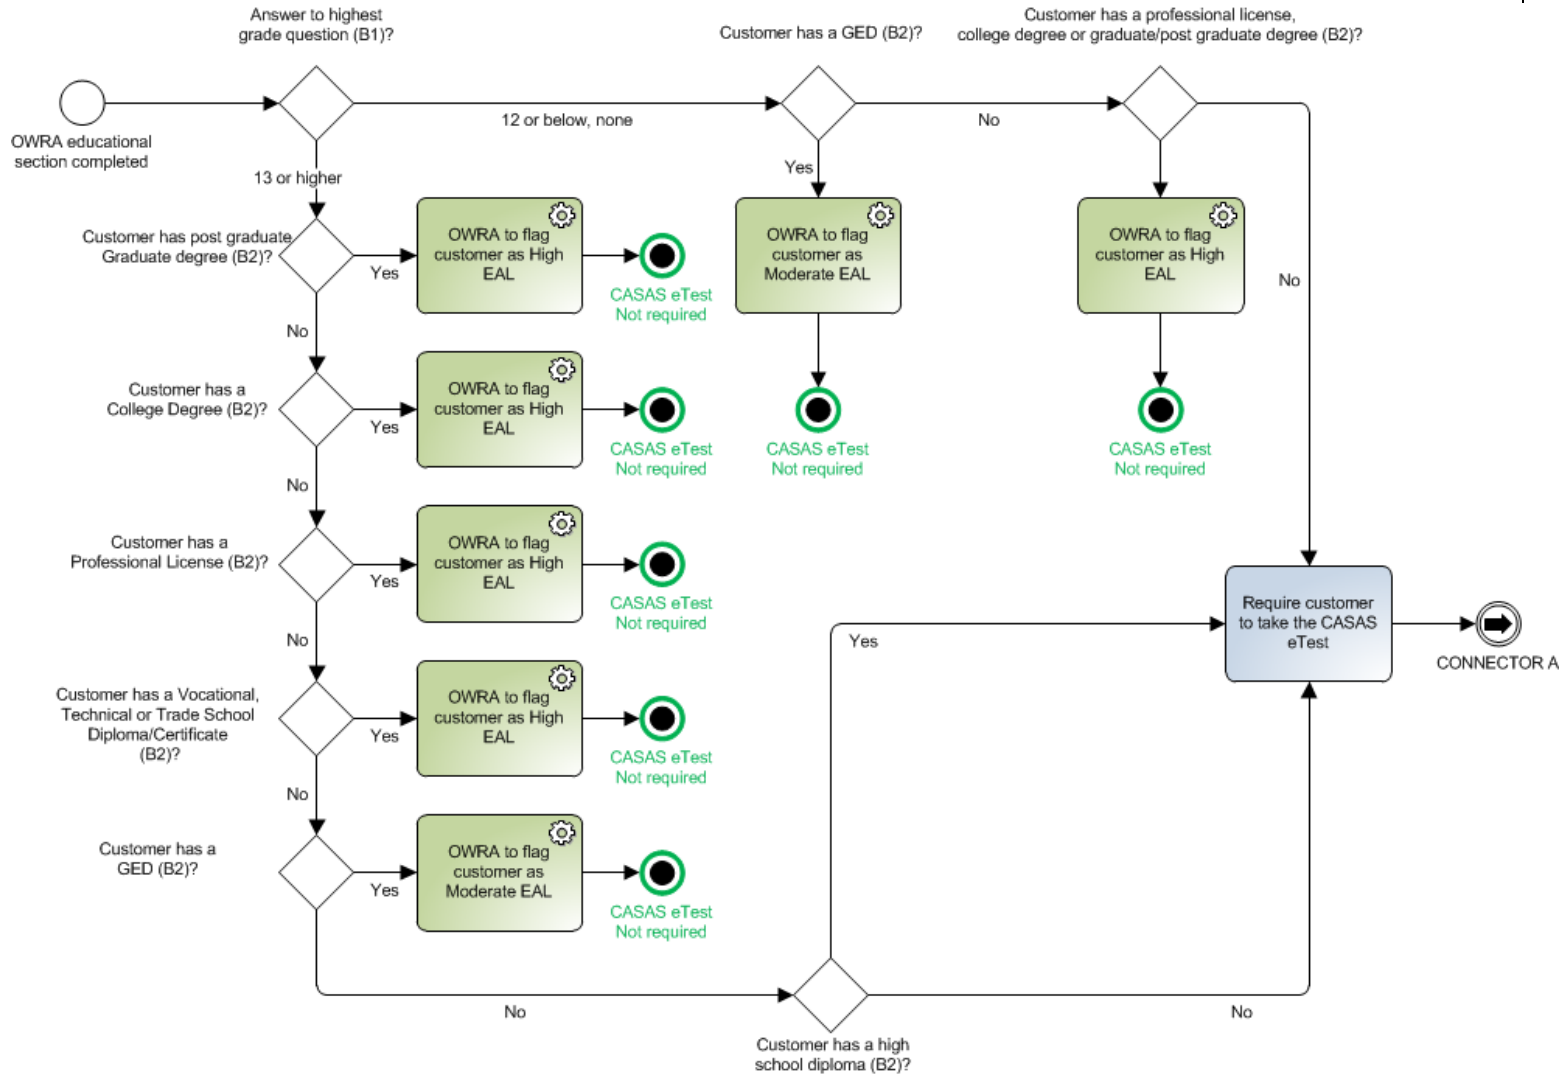 Answer to highest
grade question (B1)?
Customer has a GED (B2)?
Customer has a professional license,
college degree or graduate/post graduate degree (B2)?
OWRA educational
section completed
12 or below, none
No
13 or higher
Yes
Customer has post graduate
Graduate degree (B2)?
Yes
OWRA to flag
customer as High
EAL
CASAS eTest
Not required
OWRA to flag
customer as
Moderate EAL
OWRA to flag
customer as High
EAL
No
No
Customer has a
College Degree (B2)?
Yes
OWRA to flag
customer as High
EAL
CASAS eTest
Not required
CASAS eTest
Not required
CASAS eTest
Not required
No
Customer has a
Professional License (B2)?
Yes
OWRA to flag
customer as High
EAL
CASAS eTest
Not required
Require customer
to take the CASAS
eTest
CONNECTOR A
No
Yes
Customer has a Vocational,
Technical or Trade School
Diploma/Certificate
(B2)?
Yes
OWRA to flag
customer as High
EAL
CASAS eTest
Not required
No
Customer has a
GED (B2)?
Yes
OWRA to flag
customer as
Moderate EAL
CASAS eTest
Not required
No
No
Customer has a high
school diploma (B2)?